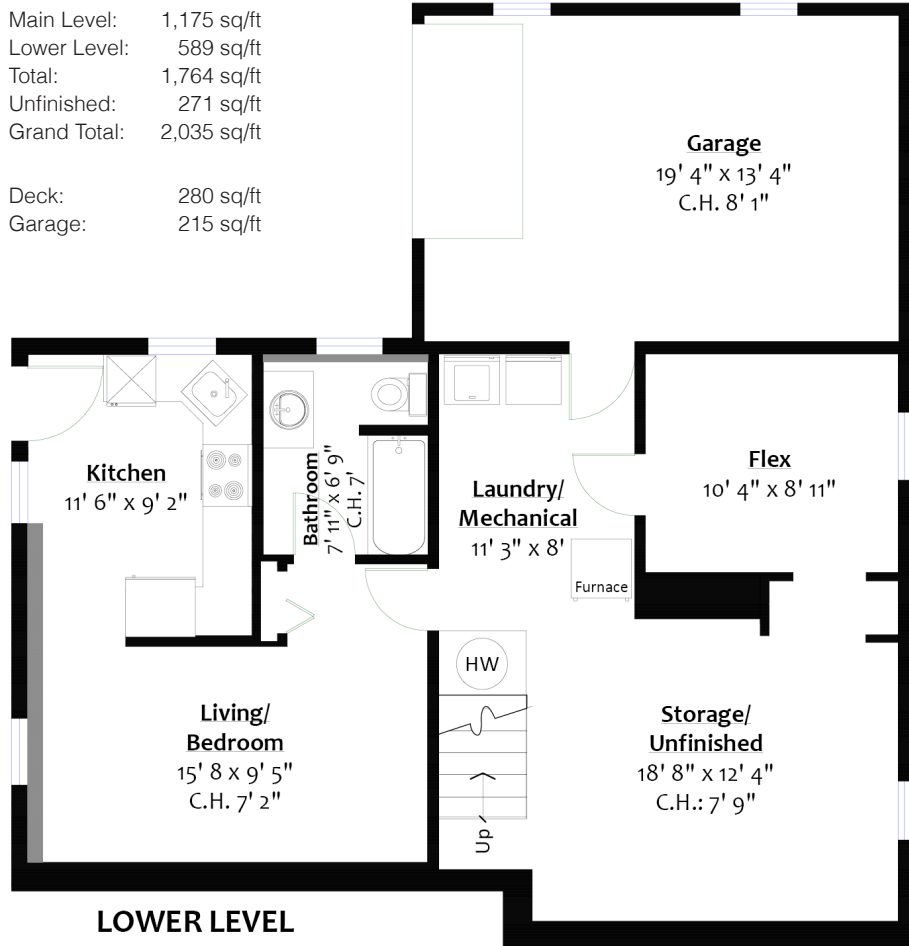 Main Level: 1,175 sq/ft
Lower Level: 589 sq/ft
Total: 1,764 sq/ft
Unfinished: 271 sq/ft
Grand Total: 2,035 sq/ft
Deck: 280 sq/ft
Garage: 215 sq/ft
Garage
19' 4" x 13' 4"
C.H. 8' 1"
Kitchen
11' 6" x 9' 2"
Bathroom
7' 11" x 6' 9"
C.H. 7'
Laundry/
Mechanical
11' 3" x 8'
Flex
10' 4" x 8' 11"
Furnace
HW
Living/
Bedroom
15' 8 x 9' 5"
C.H. 7' 2"
Up
Storage/
Unfinished
18' 8" x 12' 4"
C.H.: 7' 9"
LOWER LEVEL